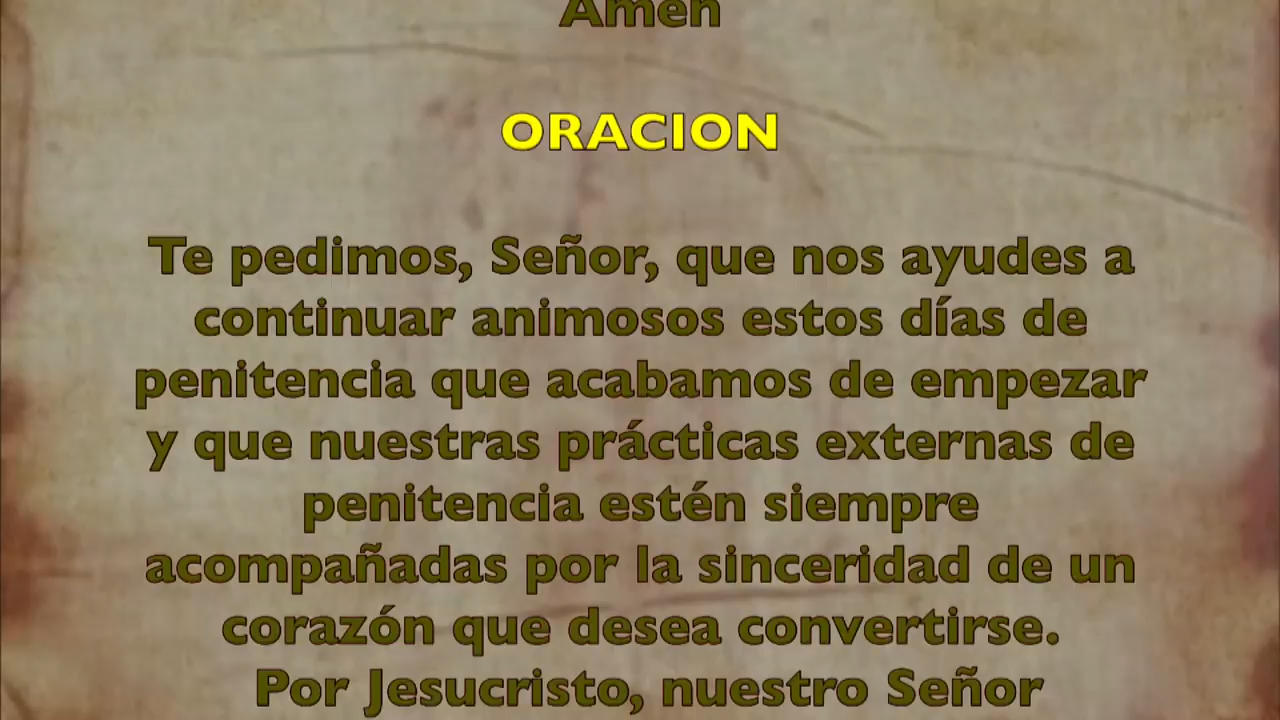 Amén
ORACION
Te pedimos, Señor, que nos ayudes a
continuar animosos estos días de
penitencia que acabamos de empezar
y que nuestras prácticas externas de
penitencia estén siempre
acompañadas por la sinceridad de un
corazón que desea convertirse.
Por Jesucristo, nuestro Señor